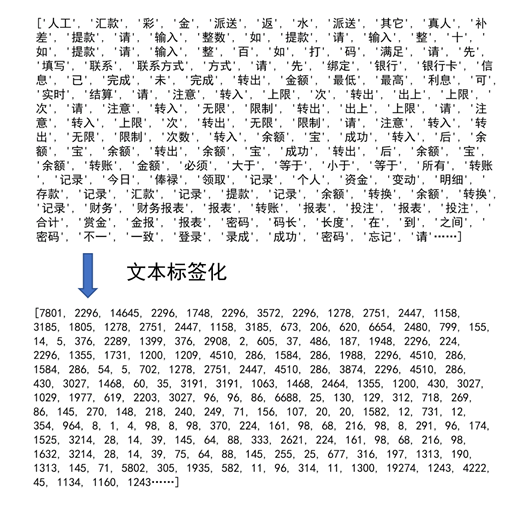 ['人工', '汇款', '彩', '金', '派送', '返', '水', '派送', '其它', '真人', '补
差', '提款', '请', '输入', '整数', '如', '提款', '请', '输入', '整', '十', '
如', '提款', '请', '输入', '整', '百', '如', '打', '码', '满足', '请', '先',
'填写', '联系', '联系方式', '方式', '请', '先', '绑定', '银行', '银行卡', '信
息', '已', '完成', '未', '完成', '转出', '金额', '最低', '最高', '利息', '可
', '实时', '结算', '请', '注意', '转入', '上限', '次', '转出', '出上', '上限',
'次', '请', '注意', '转入', '无限', '限制', '转出', '出上', '上限', '请', '注
意', '转入', '上限', '次', '转出', '无限', '限制', '请', '注意', '转入', '转
出', '无限', '限制', '次数', '转入', '余额', '宝', '成功', '转入', '后', '余
额', '宝', '余额', '转出', '余额', '宝', '成功', '转出', '后', '余额', '宝',
'余额', '转账', '金额', '必须', '大于', '等于', '小于', '等于', '所有', '转账
', '记录', '今日', '俸禄', '领取', '记录', '个人', '资金', '变动', '明细', '
存款', '记录', '汇款', '记录', '提款', '记录', '余额', '转换', '余额', '转换',
'记录', '财务', '财务报表', '报表', '转账', '报表', '投注', '报表', '投注',
'合计', '赏金', '金报', '报表', '密码', '码长', '长度', '在', '到', '之间', '
密码', '不一', '一致', '登录', '录成', '成功', '密码', '忘记', '请'……]
文本标签化
[7801, 2296, 14645, 2296, 1748, 2296, 3572, 2296, 1278, 2751, 2447, 1158,
3185, 1805, 1278, 2751, 2447, 1158, 3185, 673, 206, 620, 6654, 2480, 799, 155,
14, 5, 376, 2289, 1399, 376, 2908, 2, 605, 37, 486, 187, 1948, 2296, 224,
2296, 1355, 1731, 1200, 1209, 4510, 286, 1584, 286, 1988, 2296, 4510, 286,
1584, 286, 54, 5, 702, 1278, 2751, 2447, 4510, 286, 3874, 2296, 4510, 286,
430, 3027, 1468, 60, 35, 3191, 3191, 1063, 1468, 2464, 1355, 1200, 430, 3027,
1029, 1977, 619, 2203, 3027, 96, 96, 86, 6688, 25, 130, 129, 312, 718, 269,
86, 145, 270, 148, 218, 240, 249, 71, 156, 107, 20, 20, 1582, 12, 731, 12,
354, 964, 8, 1, 4, 98, 8, 98, 370, 224, 161, 98, 68, 216, 98, 8, 291, 96, 174,
1525, 3214, 28, 14, 39, 145, 64, 88, 333, 2621, 224, 161, 98, 68, 216, 98,
1632, 3214, 28, 14, 39, 75, 64, 88, 145, 255, 25, 677, 316, 197, 1313, 190,
1313, 145, 71, 5802, 305, 1935, 582, 11, 96, 314, 11, 1300, 19274, 1243, 4222,
45, 1134, 1160, 1243……]